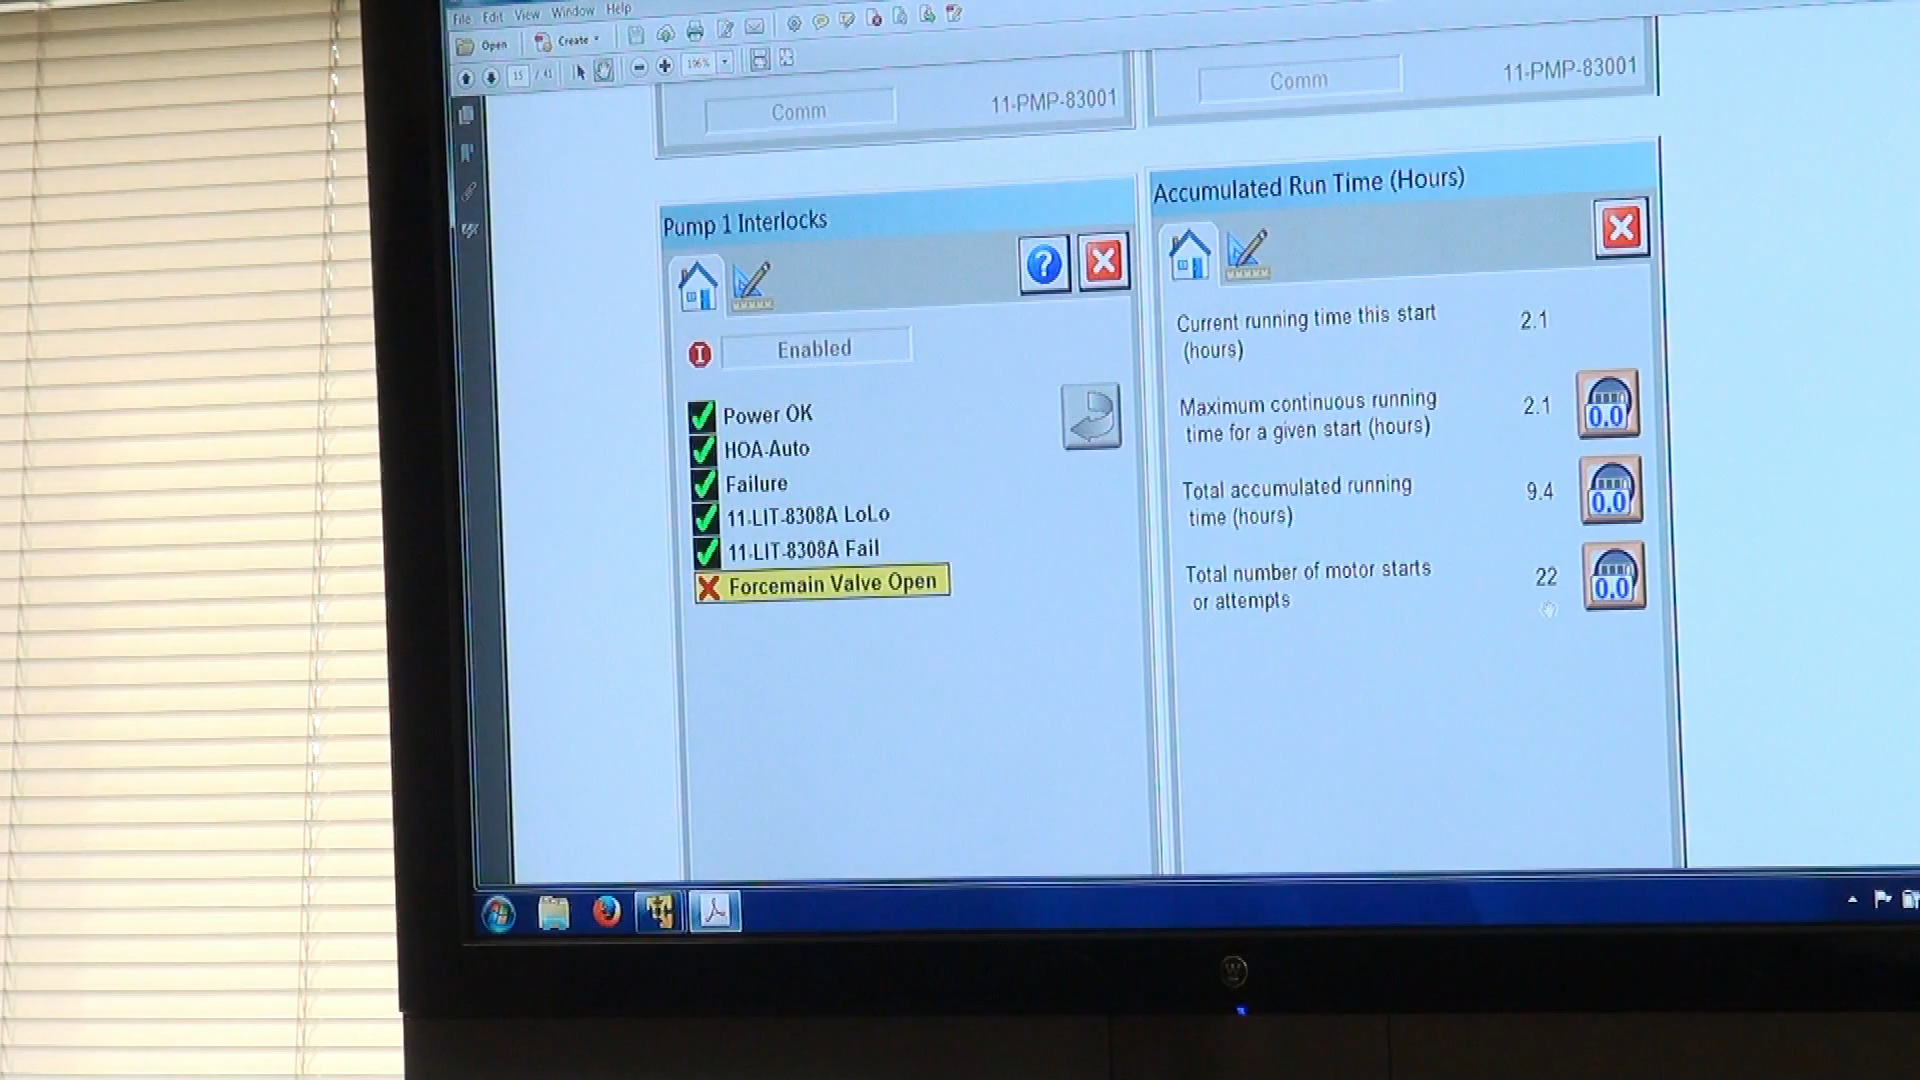 File Edit View Window Help
Open Create
15 / 41 196%
Comm 11-PMP-83001
Comm 11-PMP-83001
Pump 1 Interlocks
Enabled
Power OK
HOA-Auto
Failure
11-LIT-8308A LoLo
11-LIT-8308A Fail
Forcemain Valve Open
Accumulated Run Time (Hours)
Current running time this start
(hours)
2.1
Maximum continuous running
time for a given start (hours)
2.1
0.0
Total accumulated running
time (hours)
9.4
0.0
Total number of motor starts
or attempts
22
0.0